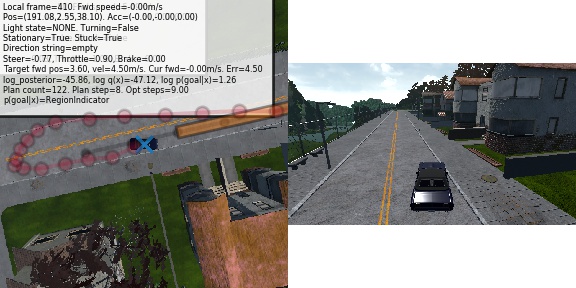 Local frame=410: Fwd speed=-0.00m/s
Pos=(191.08,2.55,38.10). Acc=(-0.00,-0.00,0.00)
Light state=NONE. Turning=False
Stationary=True. Stuck=True
Direction string=empty
Steer=-0.77, Throttle=0.90, Brake=0.00
Target fwd pos=3.60, vel=4.50m/s. Cur fwd=-0.00m/s. Err=4.50
log_posterior=-45.86, log q(x)=-47.12, log p(goal|x)=1.26
Plan count=122. Plan step=8. Opt steps=9.00
p(goal|x)=RegionIndicator